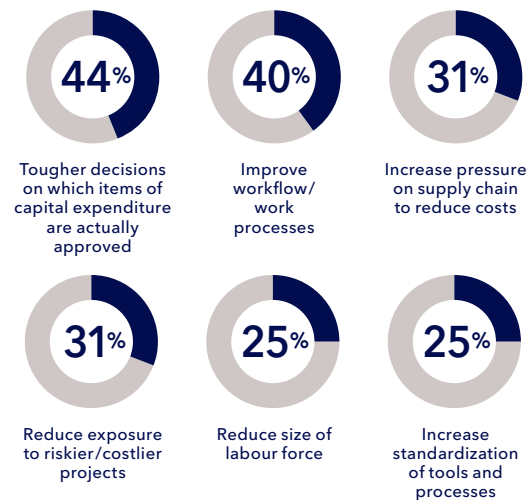 44%
Tougher decisions
on which items of
capital expenditure
are actually
approved
40%
Improve
workflow/
work
processes
31%
Increase pressure
on supply chain
to reduce costs
31%
Reduce exposure
to riskier/costlier
projects
25%
Reduce size of
labour force
25%
Increase
standardization
of tools and
processes